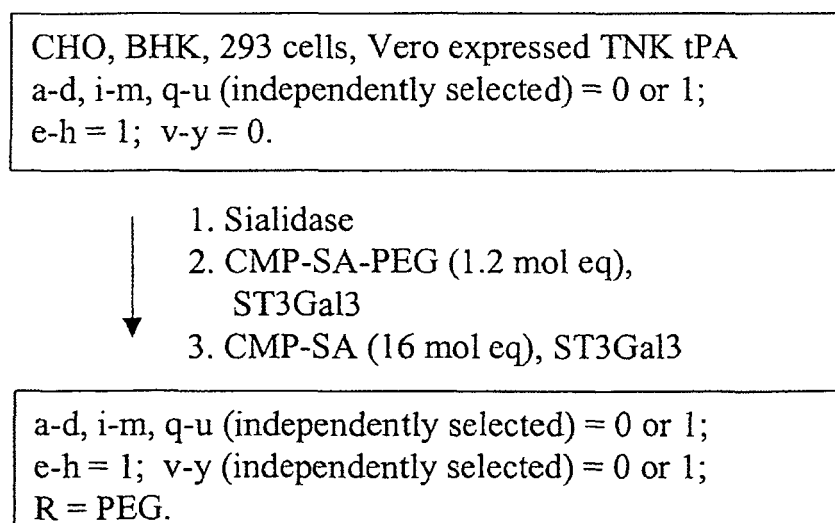 CHO, BHK, 293 cells, Vero expressed TNK tPA
a-d, i-m, q-u (independently selected) = 0 or 1;
e-h = 1; v-y = 0.
1. Sialidase
2. CMP-SA-PEG (1.2 mol eq),
ST3Gal3
3. CMP-SA (16 mol eq), ST3Gal3
a-d, i-m, q-u (independently selected) = 0 or 1;
e-h = 1; v-y (independently selected) = 0 or 1;
R = PEG.